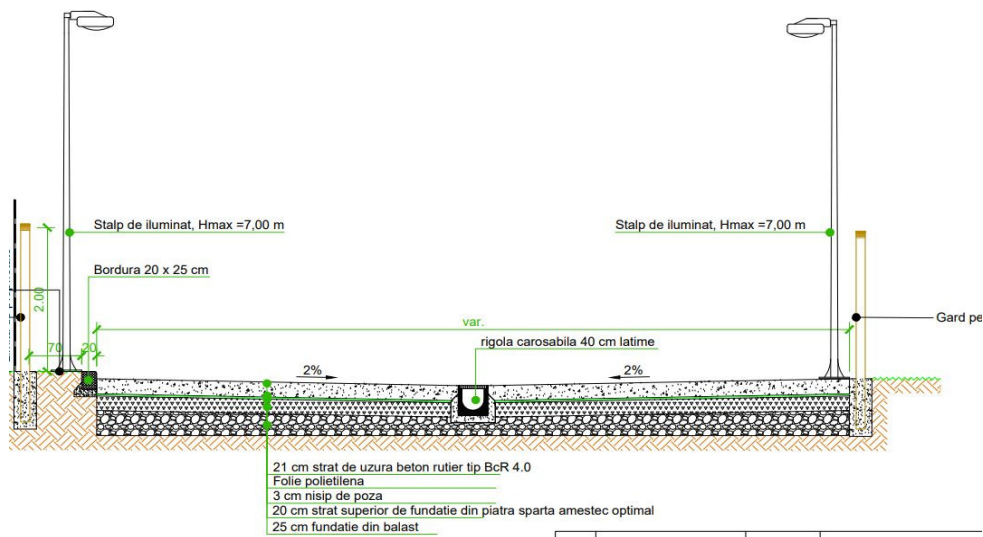 Stalp de iluminat, Hmax =7,00 m
Stalp de iluminat, Hmax =7,00 m
Bordura 20 x 25 cm
2.00
var.
70
20
rigola carosabila 40 cm latime
Gard pe
2%
2%
21 cm strat de uzura beton rutier tip BcR 4.0
Folie polietilena
3 cm nisip de poza
20 cm strat superior de fundatie din piatra sparta amestec optimal
25 cm fundatie din balast